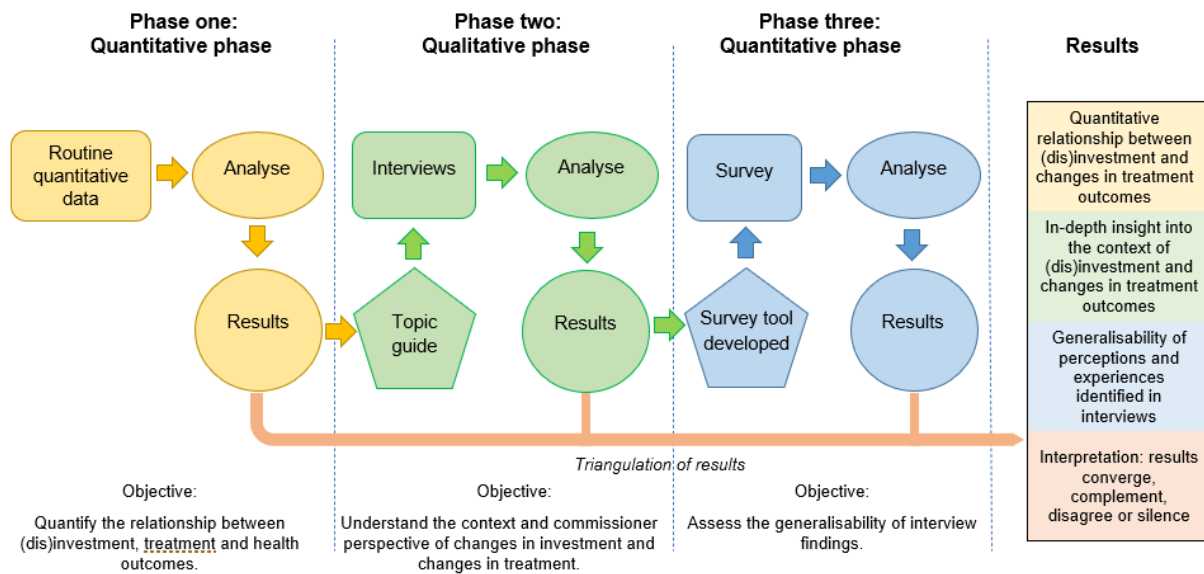 Phase one:
Quantitative phase
Phase two:
Qualitative phase
Phase three:
Quantitative phase
Results
Routine
quantitative
data
Analyse
Results
Topic
guide
Interviews
Analyse
Results
Survey tool
developed
Survey
Analyse
Results
Quantitative
relationship between
(dis)investment and
changes in treatment
outcomes
In-depth insight into
the context of
(dis)investment and
changes in treatment
outcomes
Generalisability of
perceptions and
experiences
identified in
interviews
Interpretation: results
converge,
complement,
disagree or silence
Triangulation of results
Objective:
Quantify the relationship between
(dis)investment, treatment and health
outcomes.
Objective:
Understand the context and commissioner
perspective of changes in investment and
changes in treatment.
Objective:
Assess the generalisability of interview
findings.